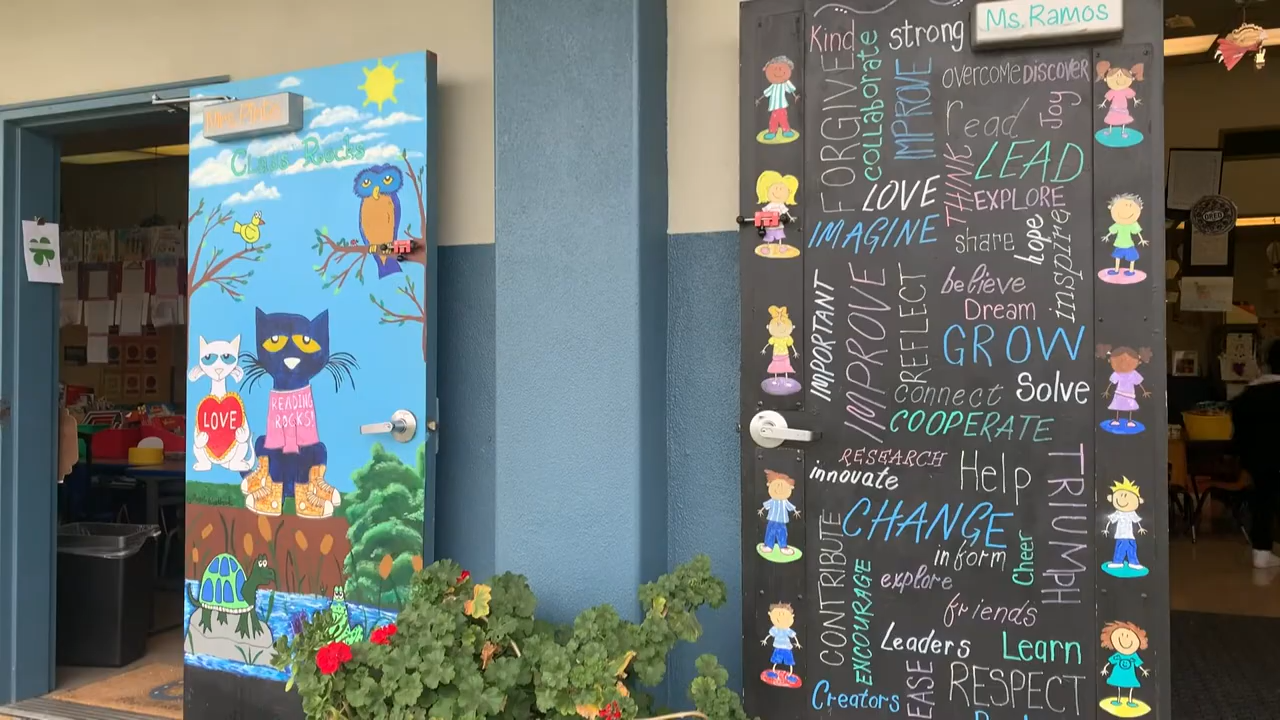 Class Rocks
LOVE
READING
ROCKS!
Ms. Ramos
Kind
strong
FORGIVE
collaborate
IMPROVE
overcome
DISCOVER
read
Joy
LEAD
THINK
LOVE
EXPLORE
IMAGINE
share
hope
inspire
believe
Dream
IMPORTANT
IMPROVE
REFLECT
GROW
connect
Solve
COOPERATE
RESEARCH
innovate
Help
TRIUMPH
CHANGE
CONTRIBUTE
inform
Cheer
explore
ENCOURAGE
friends
Leaders
Learn
EASE
RESPECT
Creators